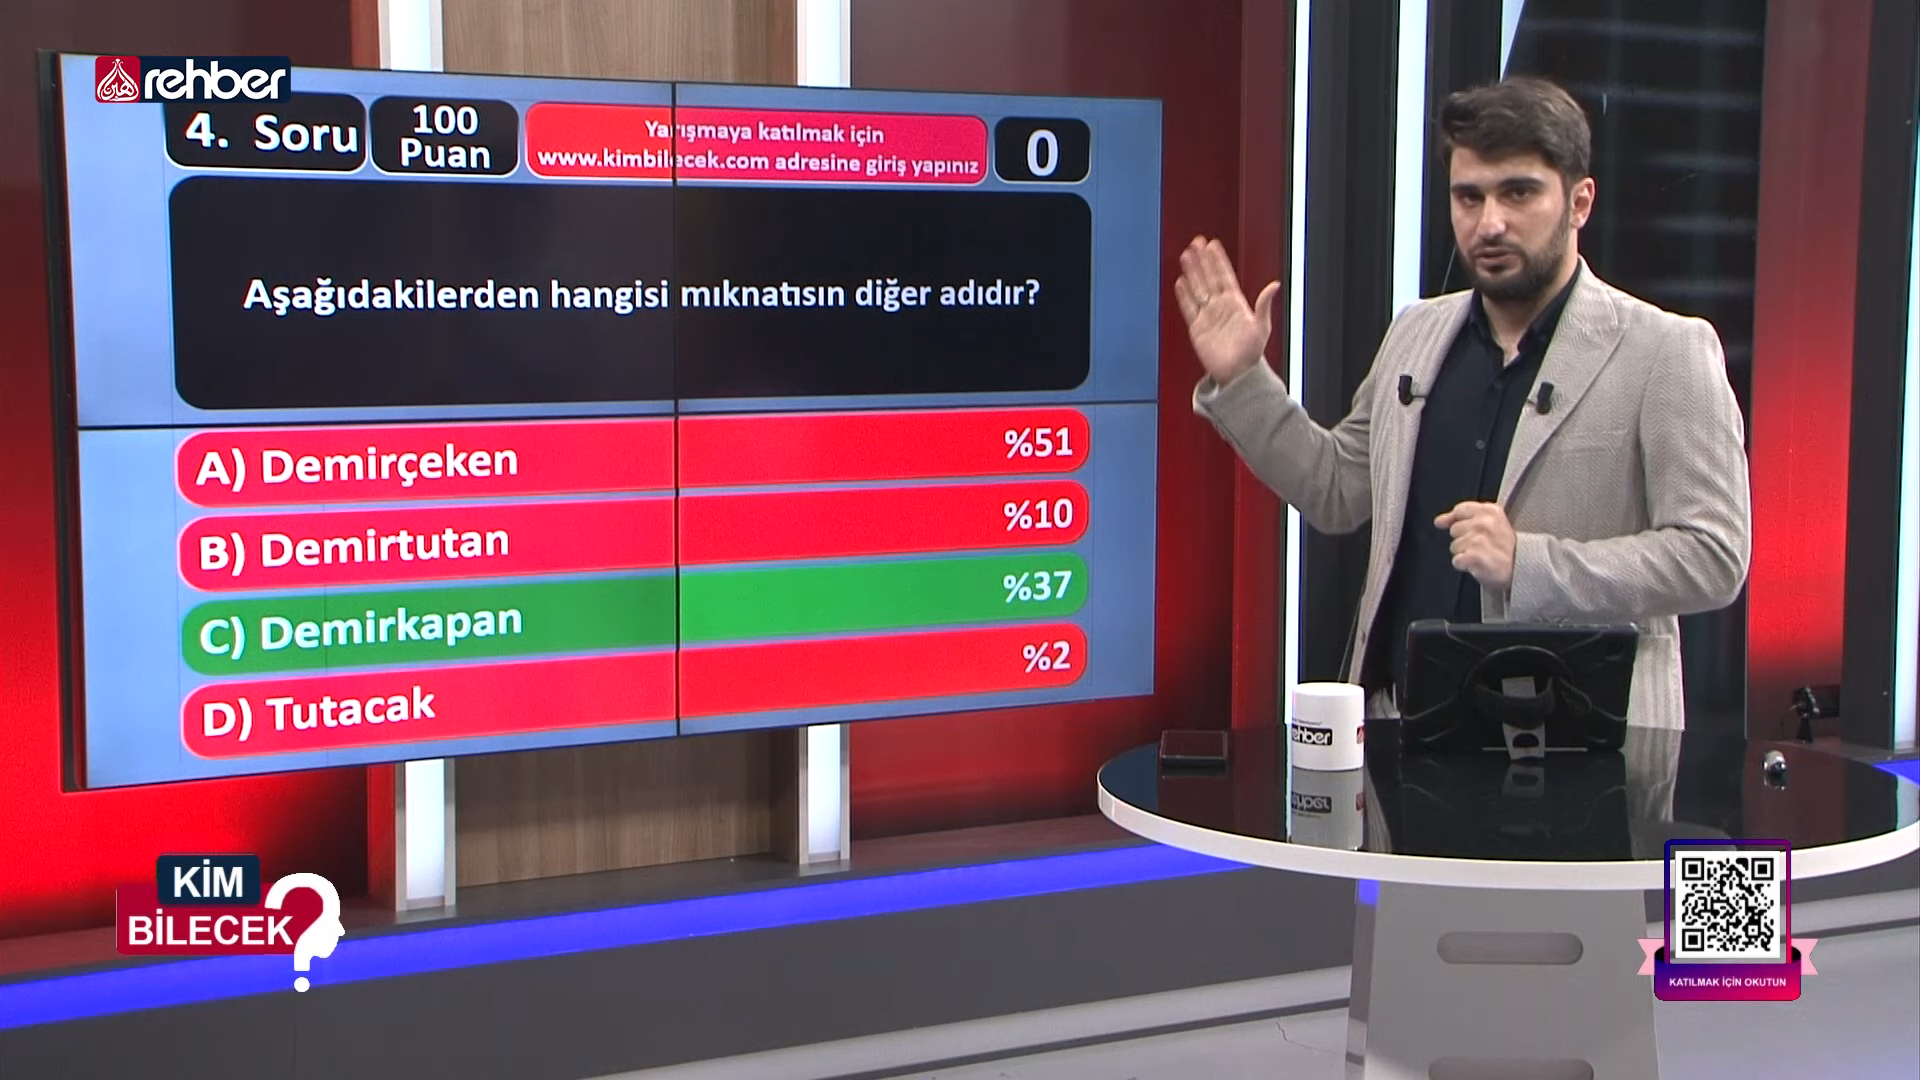 rehber
4. Soru
100
Puan
Yarışmaya katılmak için
www.kimbilecek.com adresine giriş yapınız
0
Aşağıdakilerden hangisi mıknatısın diğer adıdır?
A) Demirçeken %51
B) Demirtutan %10
C) Demirkapan %37
D) Tutacak %2
rehber
KİM
BİLECEK?
KATILMAK İÇİN OKUTUN